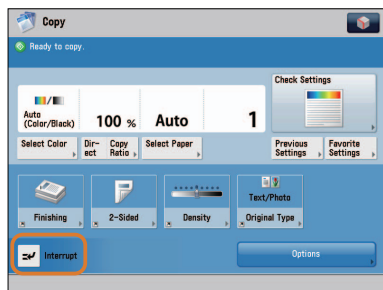 Copy
Ready to copy.
Check Settings
Auto
(Color/Black)
100 %
Auto
1
Select Color
Dir-
ect
Copy
Ratio
Select Paper
Previous
Settings
Favorite
Settings
Finishing
2-Sided
Density
Text/Photo
Original Type
Interrupt
Options